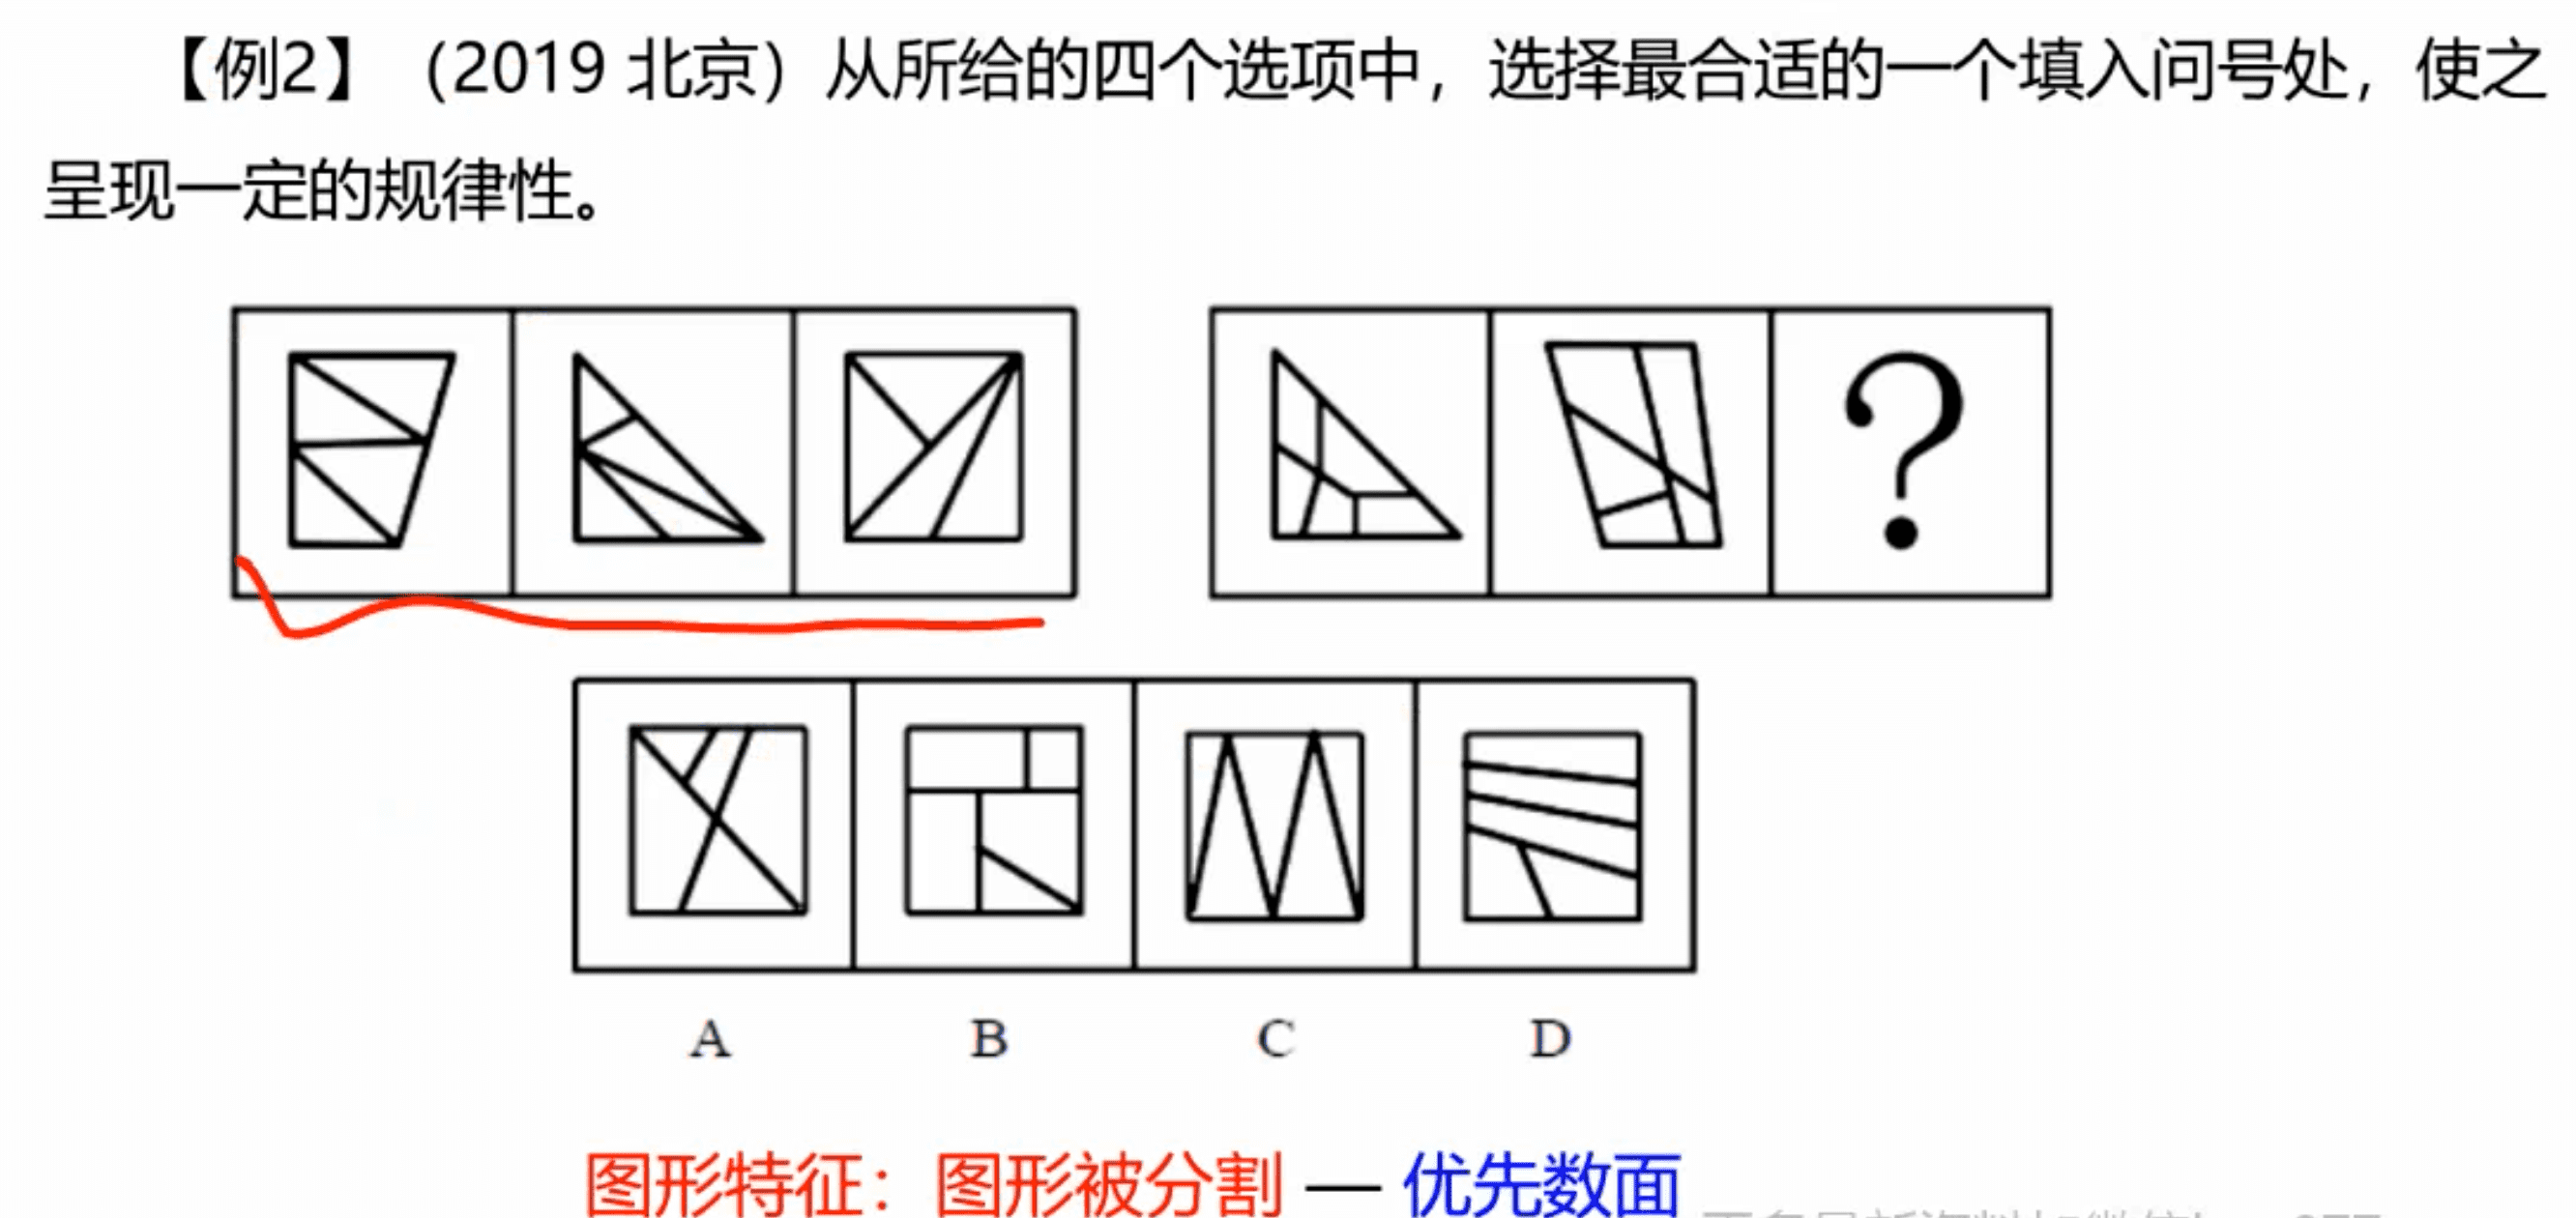 【例2】（2019 北京）从所给的四个选项中，选择最合适的一个填入问号处，使之
呈现一定的规律性。
?
A B C D
图形特征：图形被分割 — 优先数面